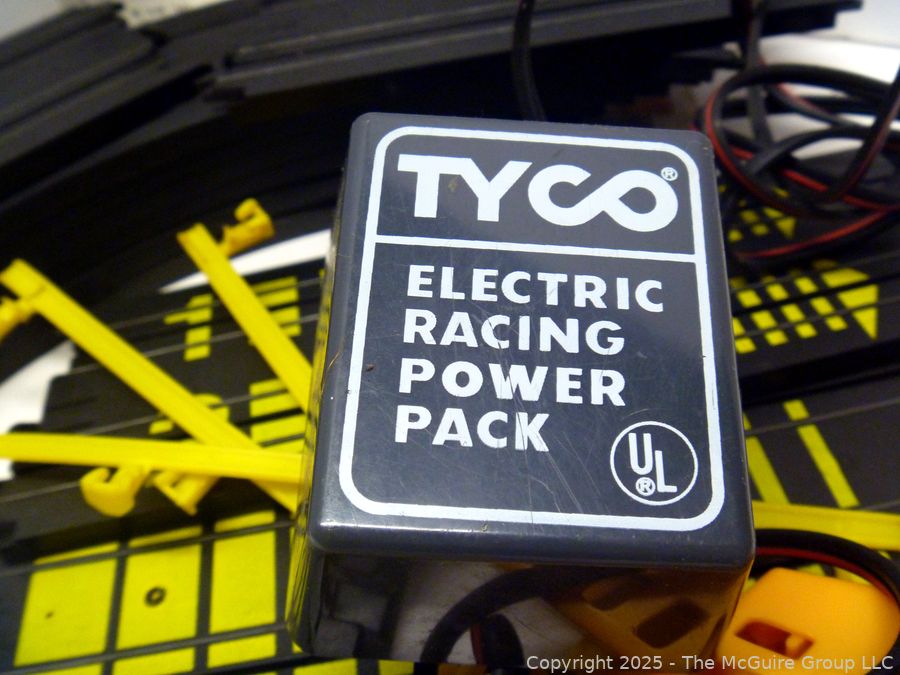 TYCO®
ELECTRIC
RACING
POWER
PACK
UL®
Copyright 2025 - The McGuire Group LLC